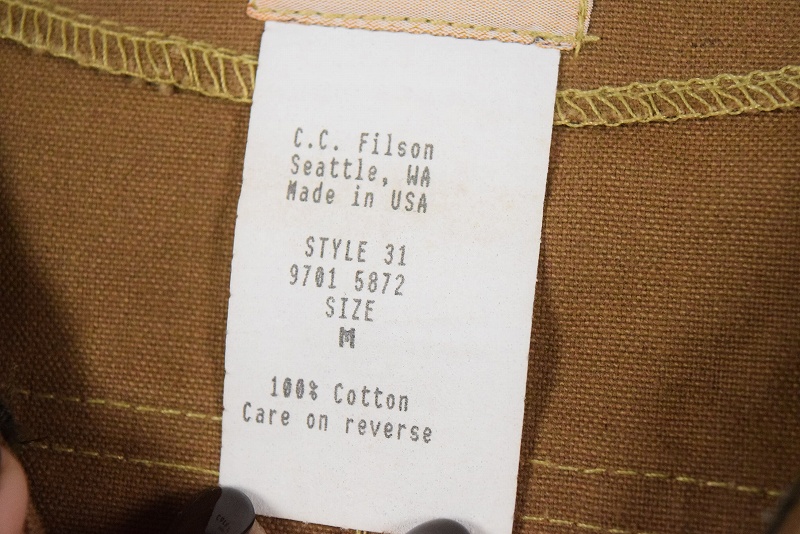 C.C. Filson
Seattle, WA
Made in USA
STYLE 31
9701 5872
SIZE
M
100% Cotton
Care on reverse